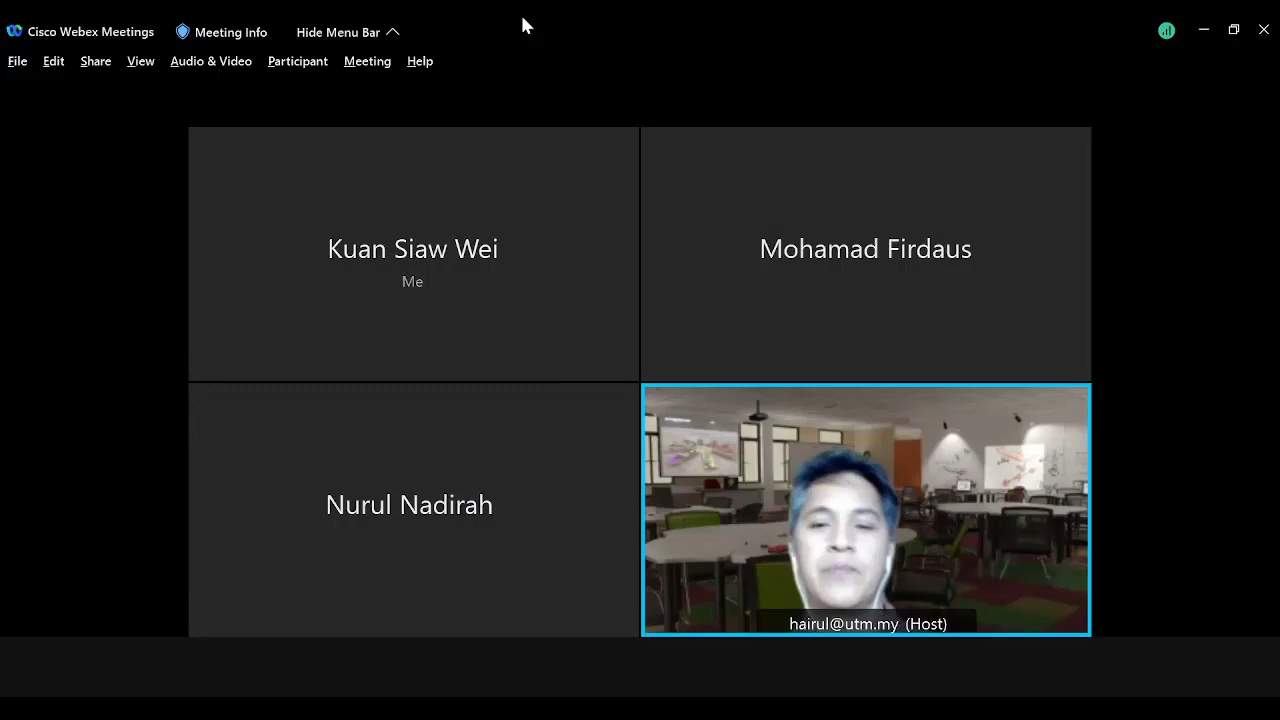 Cisco Webex Meetings Meeting Info Hide Menu Bar
File Edit Share View Audio & Video Participant Meeting Help
Kuan Siaw Wei
Me
Mohamad Firdaus
Nurul Nadirah
hairul@utm.my (Host)